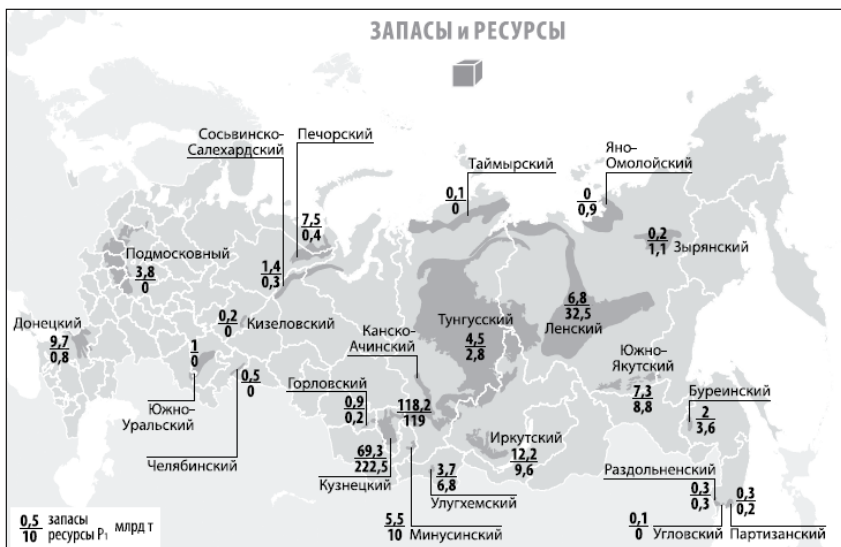 ЗАПАСЫ и РЕСУРСЫ
Сосьвинско-
Салехардский
1,4
0,3
Печорский
7,5
0,4
Таймырский
0,1
0
Яно-
Омолойский
0
0,9
0,2
1,1
Зырянский
Подмосковный
3,8
0
0,2
0
Кизеловский
Донецкий
9,7
0,8
1
0
Южно-
Уральский
0,5
0
Челябинский
Канско-
Ачинский
118,2
119
Тунгусский
4,5
2,8
6,8
32,5
Ленский
Южно-
Якутский
7,3
8,8
Буреинский
2
3,6
Горловский
0,9
0,2
69,3
222,5
Кузнецкий
5,5
10
Минусинский
3,7
6,8
Улугхемский
Иркутский
12,2
9,6
Раздольненский
0,3
0,3
0,1
0
Угловский
0,3
0,2
Партизанский
0,5 запасы
10 ресурсы P₁
млрд т